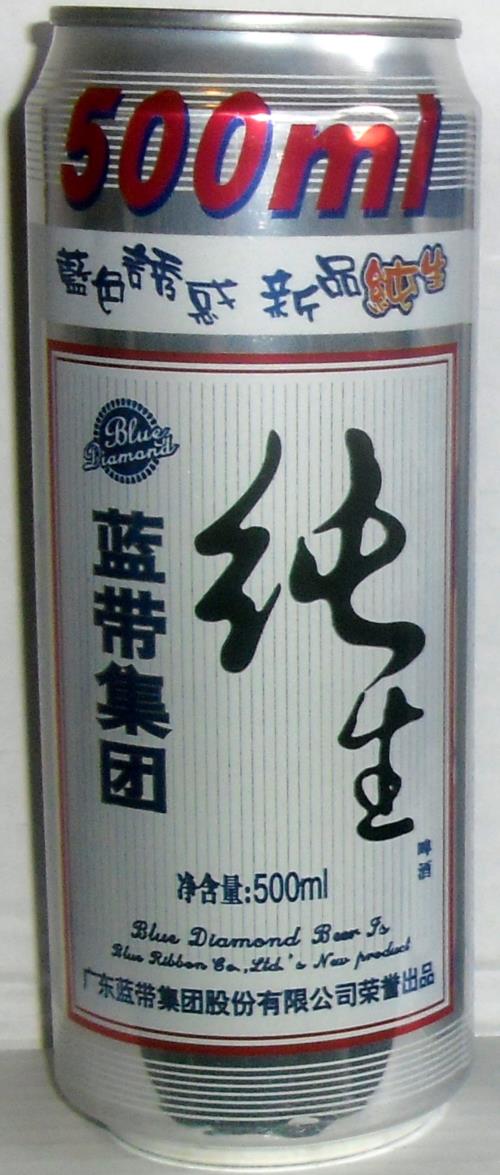 500ml
藍色誘惑 新品純生
Blue
Diamond
蓝带集团
纯生
啤酒
净含量:500ml
Blue Diamond Beer Is
Blue Ribbon Co.,Ltd.'s New product
广东蓝带集团股份有限公司荣誉出品